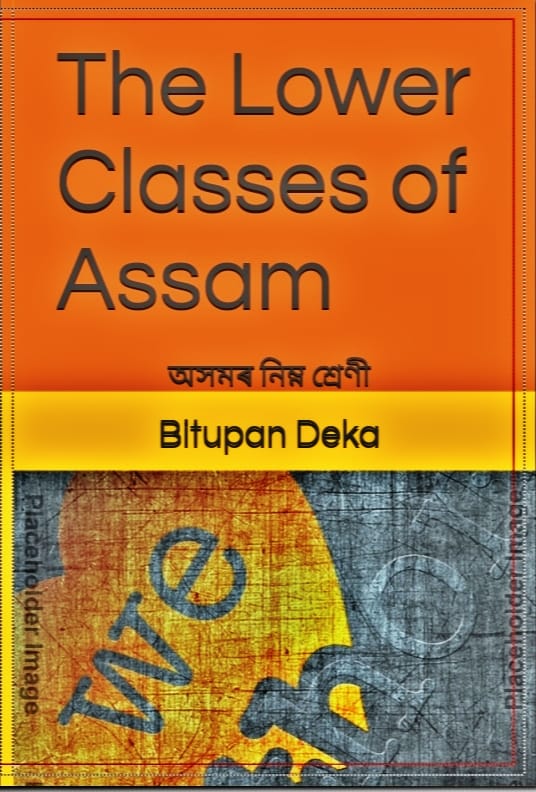 The Lower
Classes of
Assam
অসমৰ নিম্ন শ্ৰেণী
Bitupan Deka
Placeholder Image
Placeholder Image
We